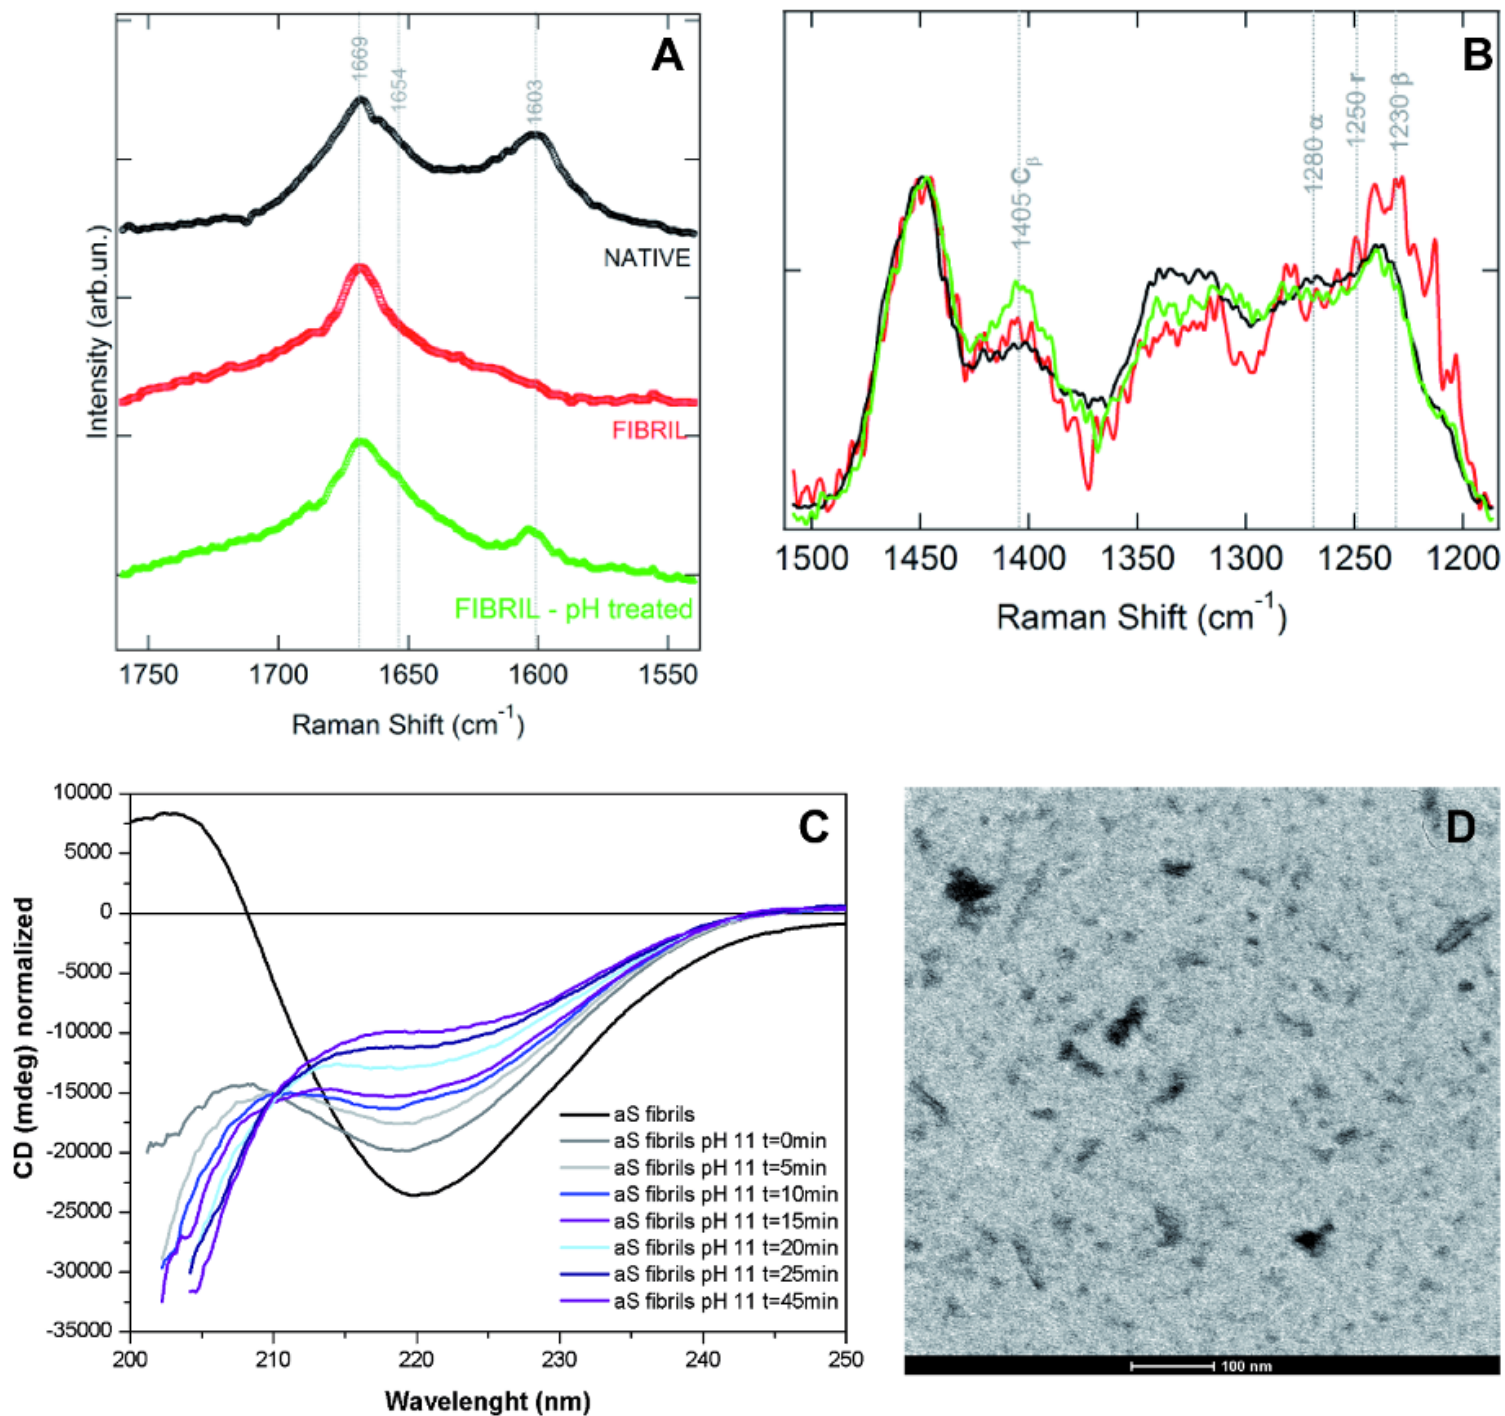 A
1669
1654
1603
NATIVE
FIBRIL
FIBRIL - pH treated
Intensity (arb.un.)
1750 1700 1650 1600 1550
Raman Shift (cm-1)
B
1405 Cβ
1280 α
1250 r
1230 β
1500 1450 1400 1350 1300 1250 1200
Raman Shift (cm-1)
C
10000
5000
0
-5000
-10000
-15000
-20000
-25000
-30000
-35000
CD (mdeg) normalized
aS fibrils
aS fibrils pH 11 t=0min
aS fibrils pH 11 t=5min
aS fibrils pH 11 t=10min
aS fibrils pH 11 t=15min
aS fibrils pH 11 t=20min
aS fibrils pH 11 t=25min
aS fibrils pH 11 t=45min
200 210 220 230 240 250
Wavelenght (nm)
D
100 nm